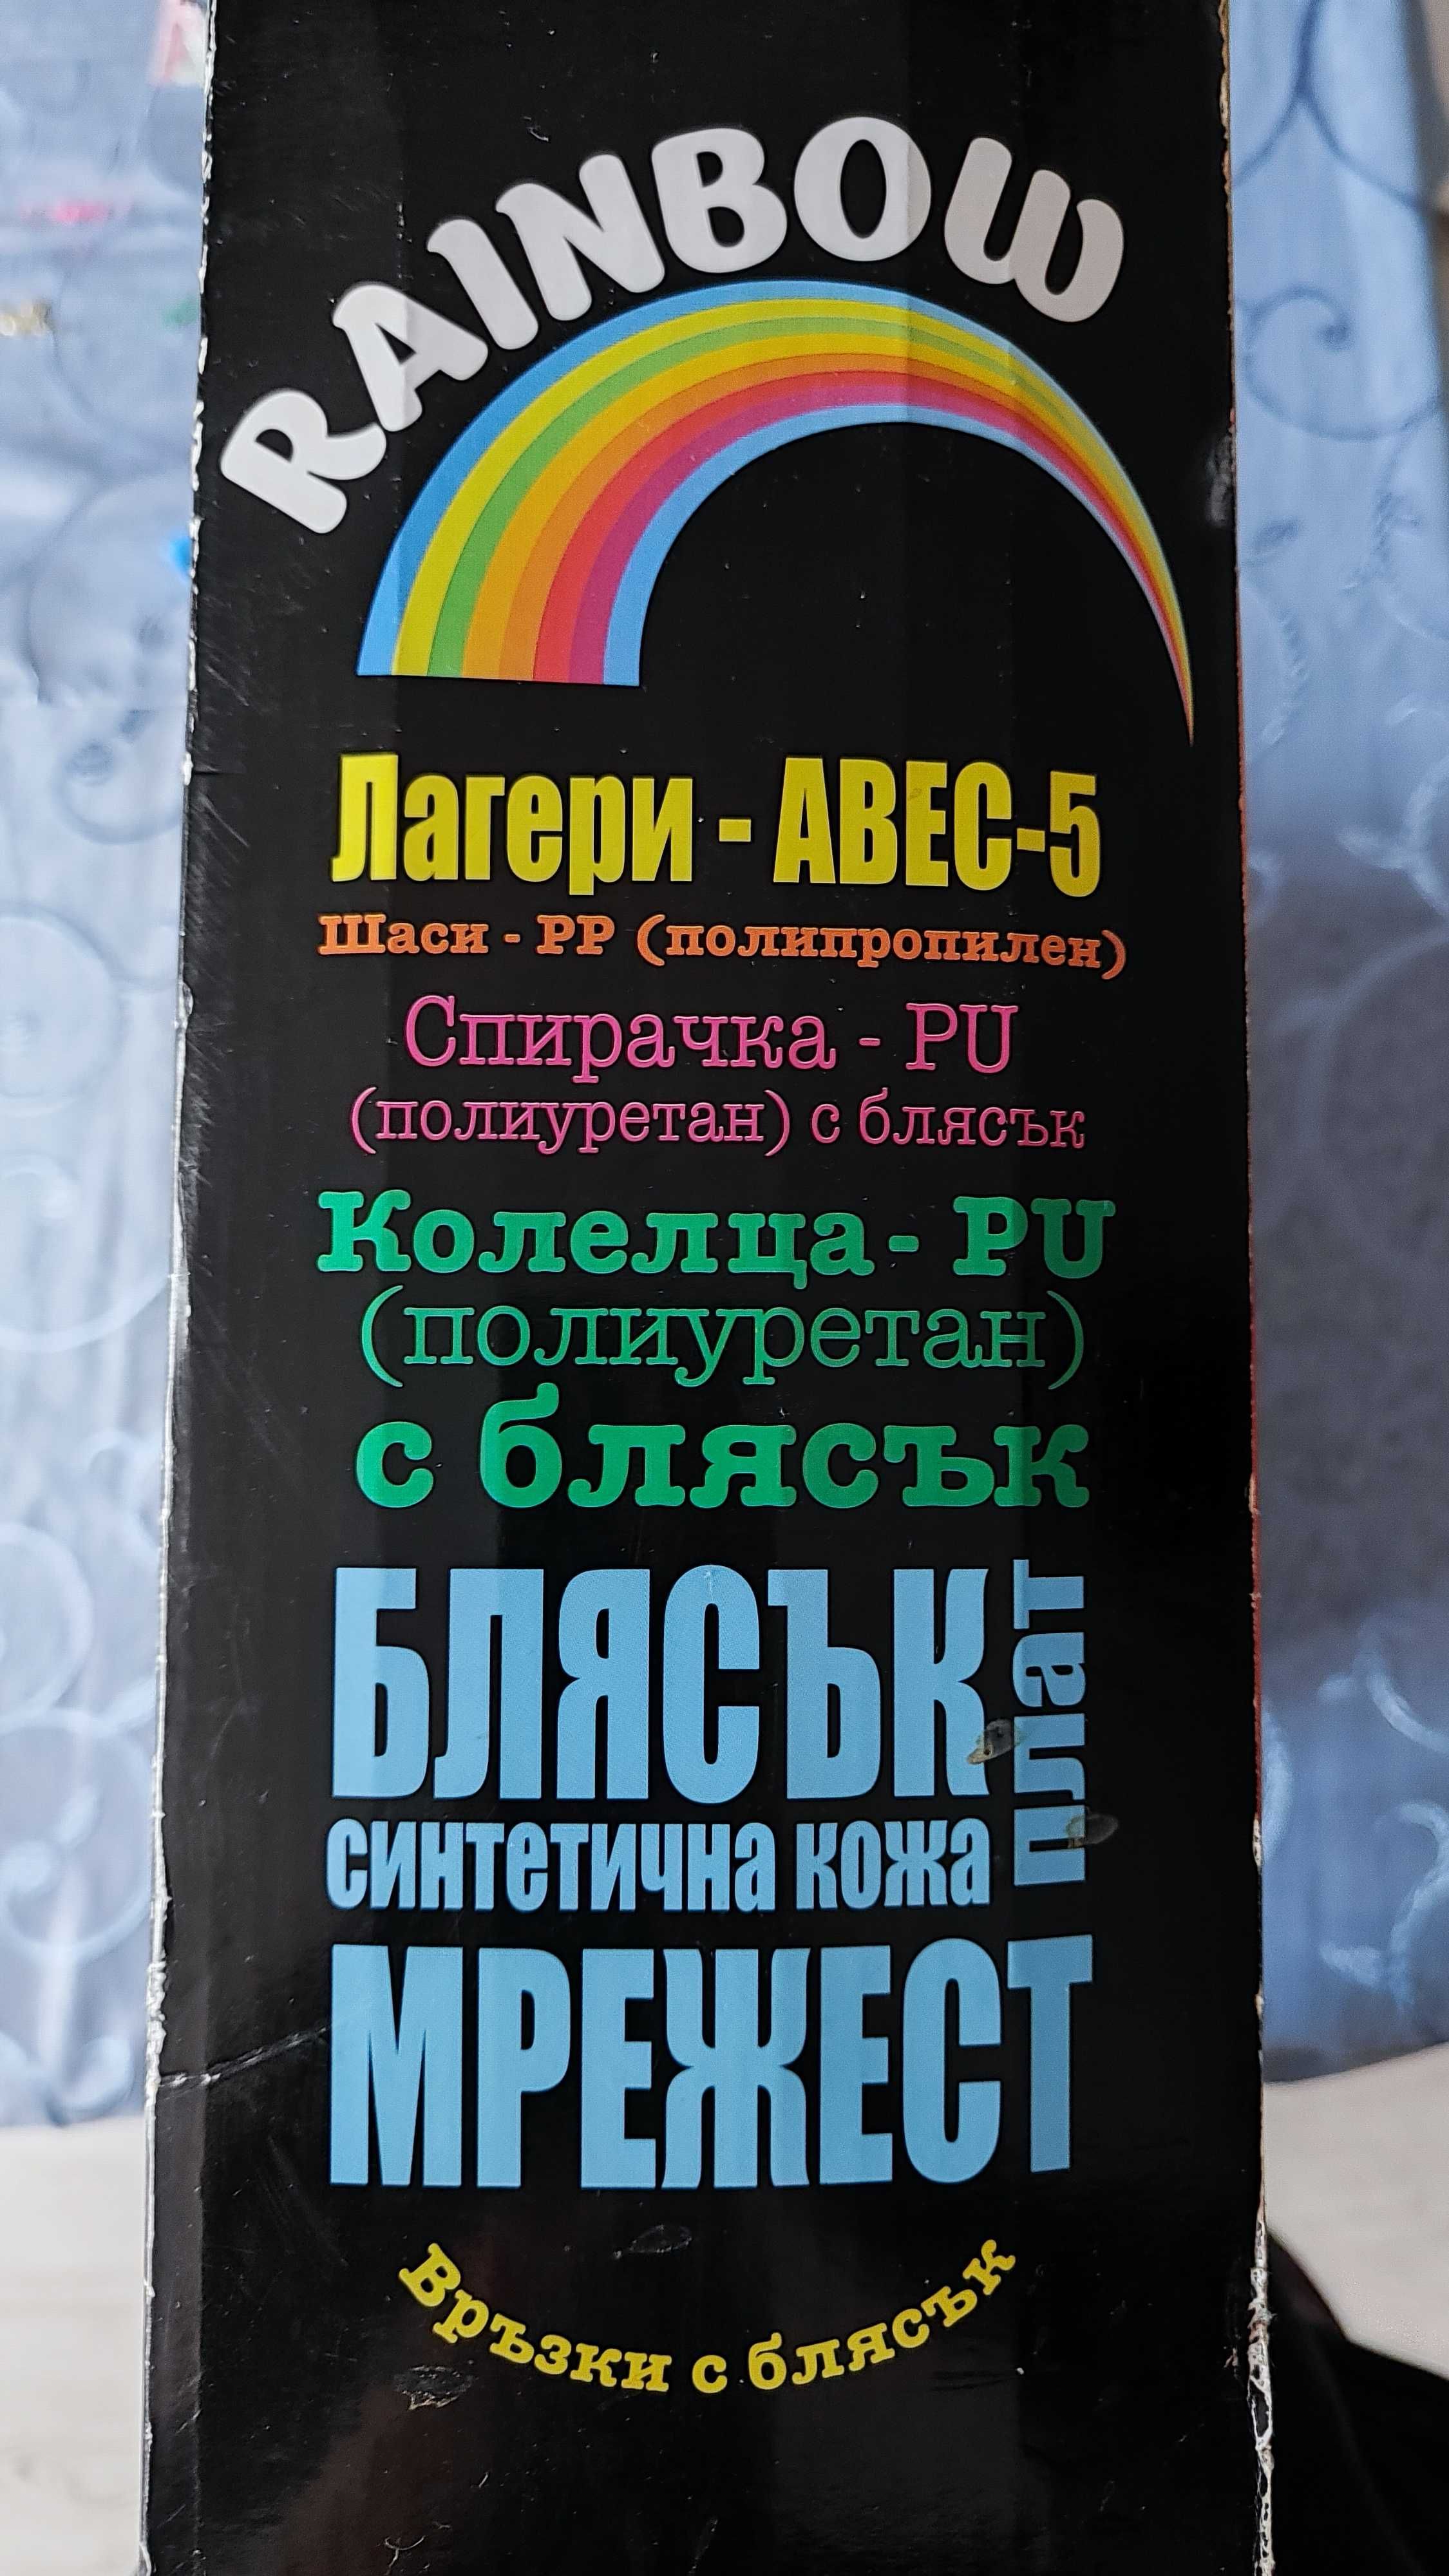 RAINBOW
Лагери - ABEC-5
Шаси - PP (полипропилен)
Спирачка - PU
(полиуретан) с блясък
Колелца - PU
(полиуретан)
с блясък
БЛЯСЪК
синтетична кожа
плат
МРЕЖЕСТ
Връзки с блясък